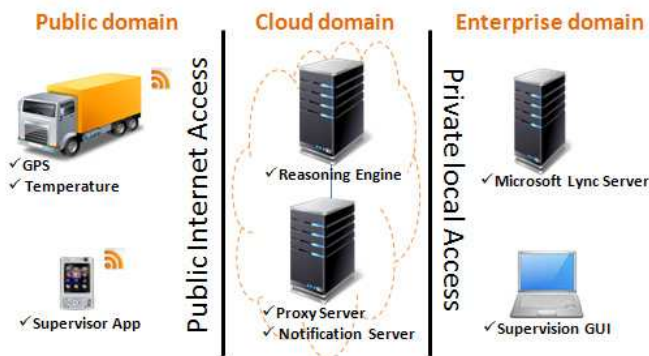 Public domain
Cloud domain
Enterprise domain
Public Internet Access
Private local Access
✓GPS
✓Temperature
✓Reasoning Engine
✓Microsoft Lync Server
✓Supervisor App
✓Proxy Server
✓Notification Server
✓Supervision GUI